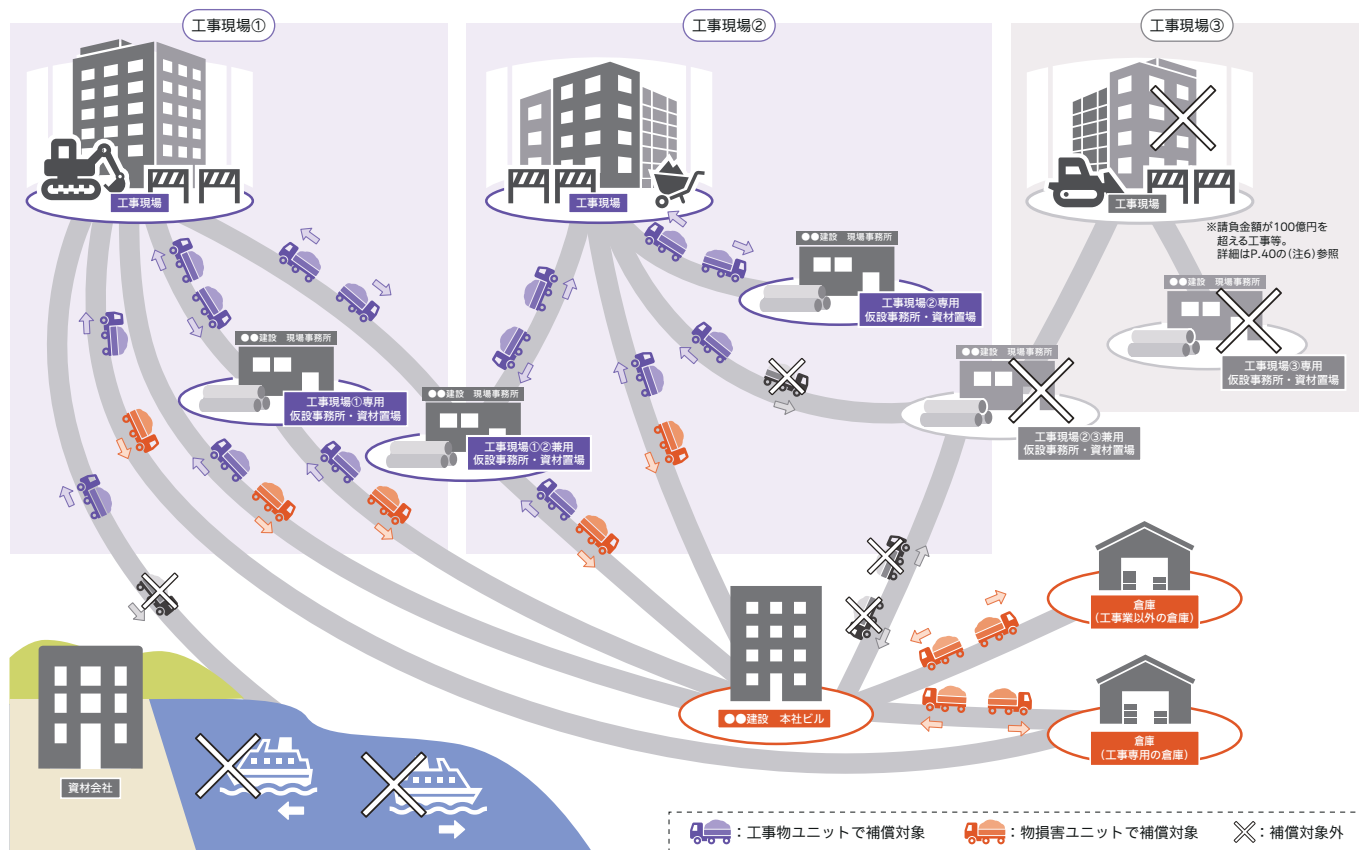 工事現場①
工事現場②
工事現場③
工事現場
工事現場
工事現場
※請負金額が100億円を
超える工事等。
詳細はP.40の(注6)参照
●●建設 現場事務所
工事現場②専用
仮設事務所・資材置場
●●建設 現場事務所
工事現場③専用
仮設事務所・資材置場
●●建設 現場事務所
工事現場①専用
仮設事務所・資材置場
●●建設 現場事務所
工事現場①②兼用
仮設事務所・資材置場
●●建設 現場事務所
工事現場②③兼用
仮設事務所・資材置場
倉庫
(工事業以外の倉庫)
●●建設 本社ビル
倉庫
(工事専用の倉庫)
資材会社
:工事物ユニットで補償対象
:物損害ユニットで補償対象
:補償対象外